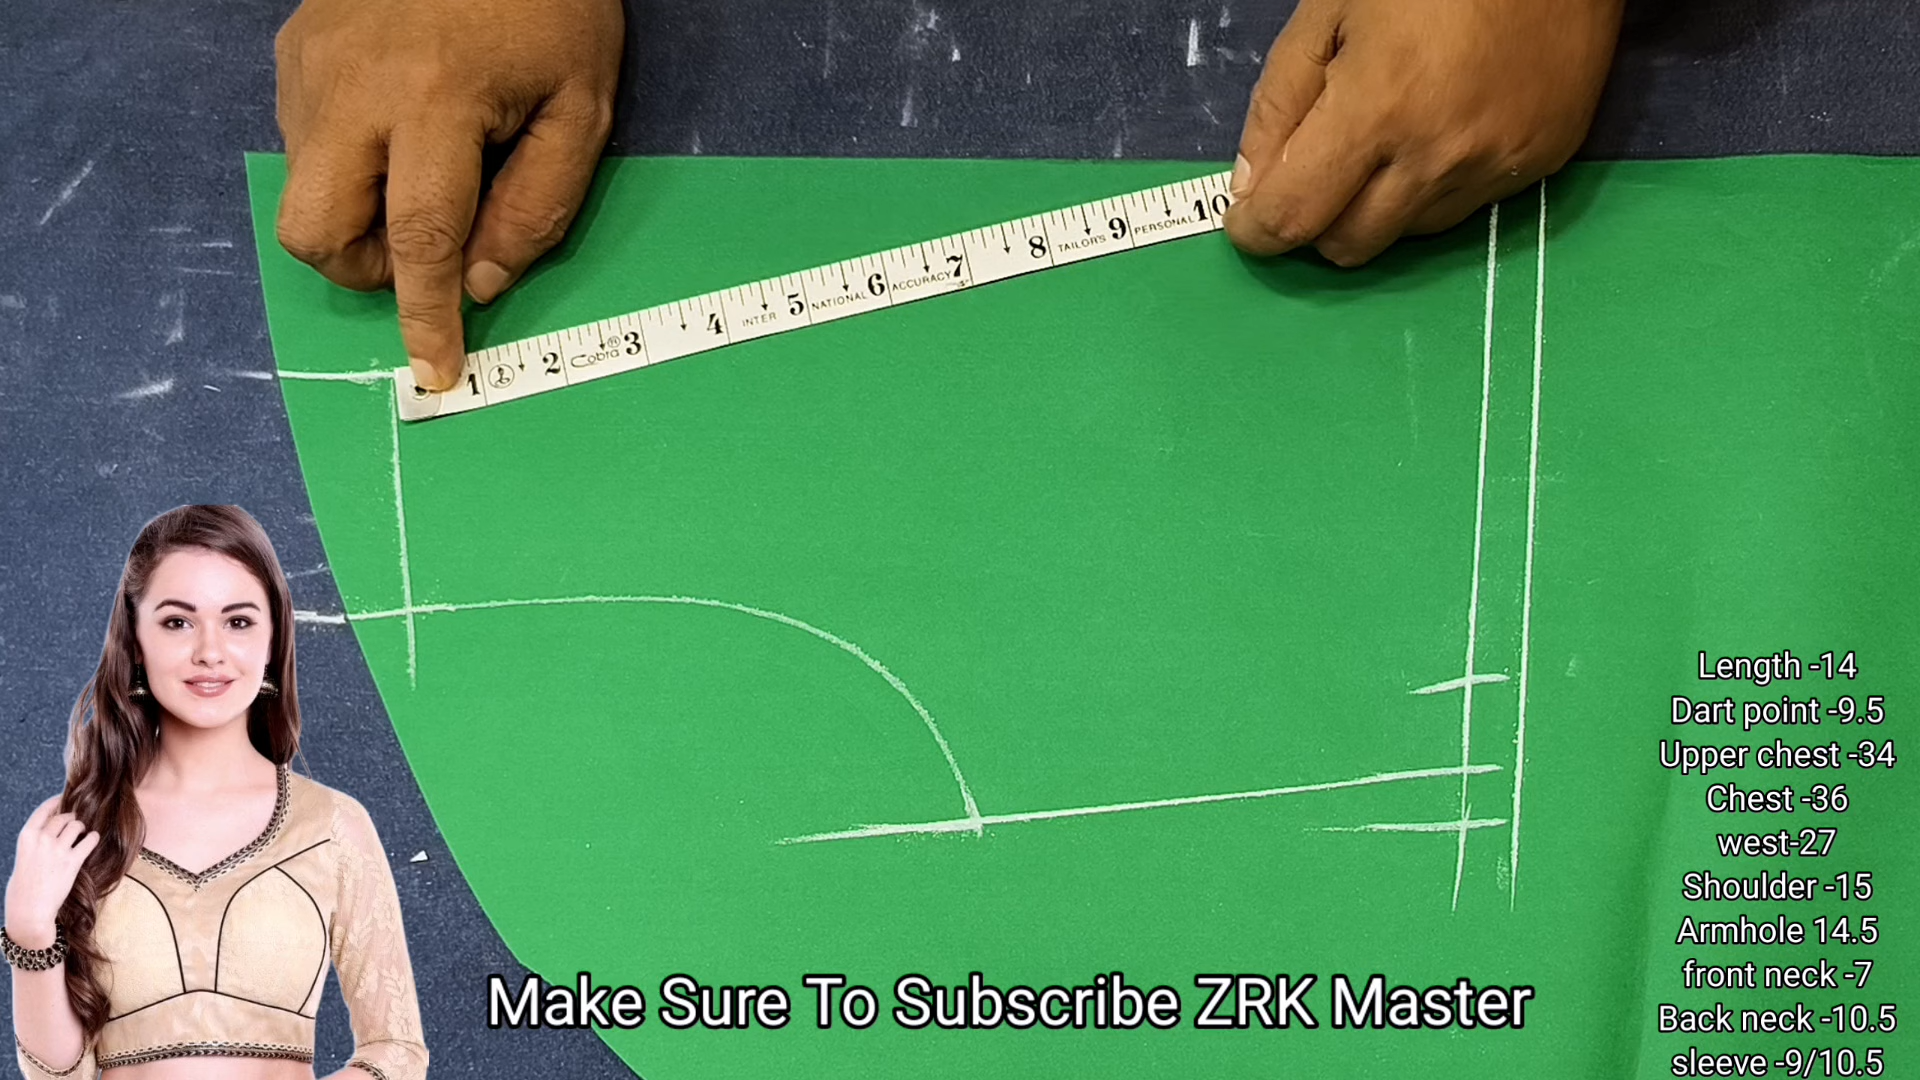 1 2 Cobra® 3 4 INTER 5 NATIONAL 6 ACCURACY 7 8 TAILOR'S 9 PERSONAL 10
Length -14
Dart point -9.5
Upper chest -34
Chest -36
west-27
Shoulder -15
Armhole 14.5
front neck -7
Back neck -10.5
sleeve -9/10.5
Make Sure To Subscribe ZRK Master